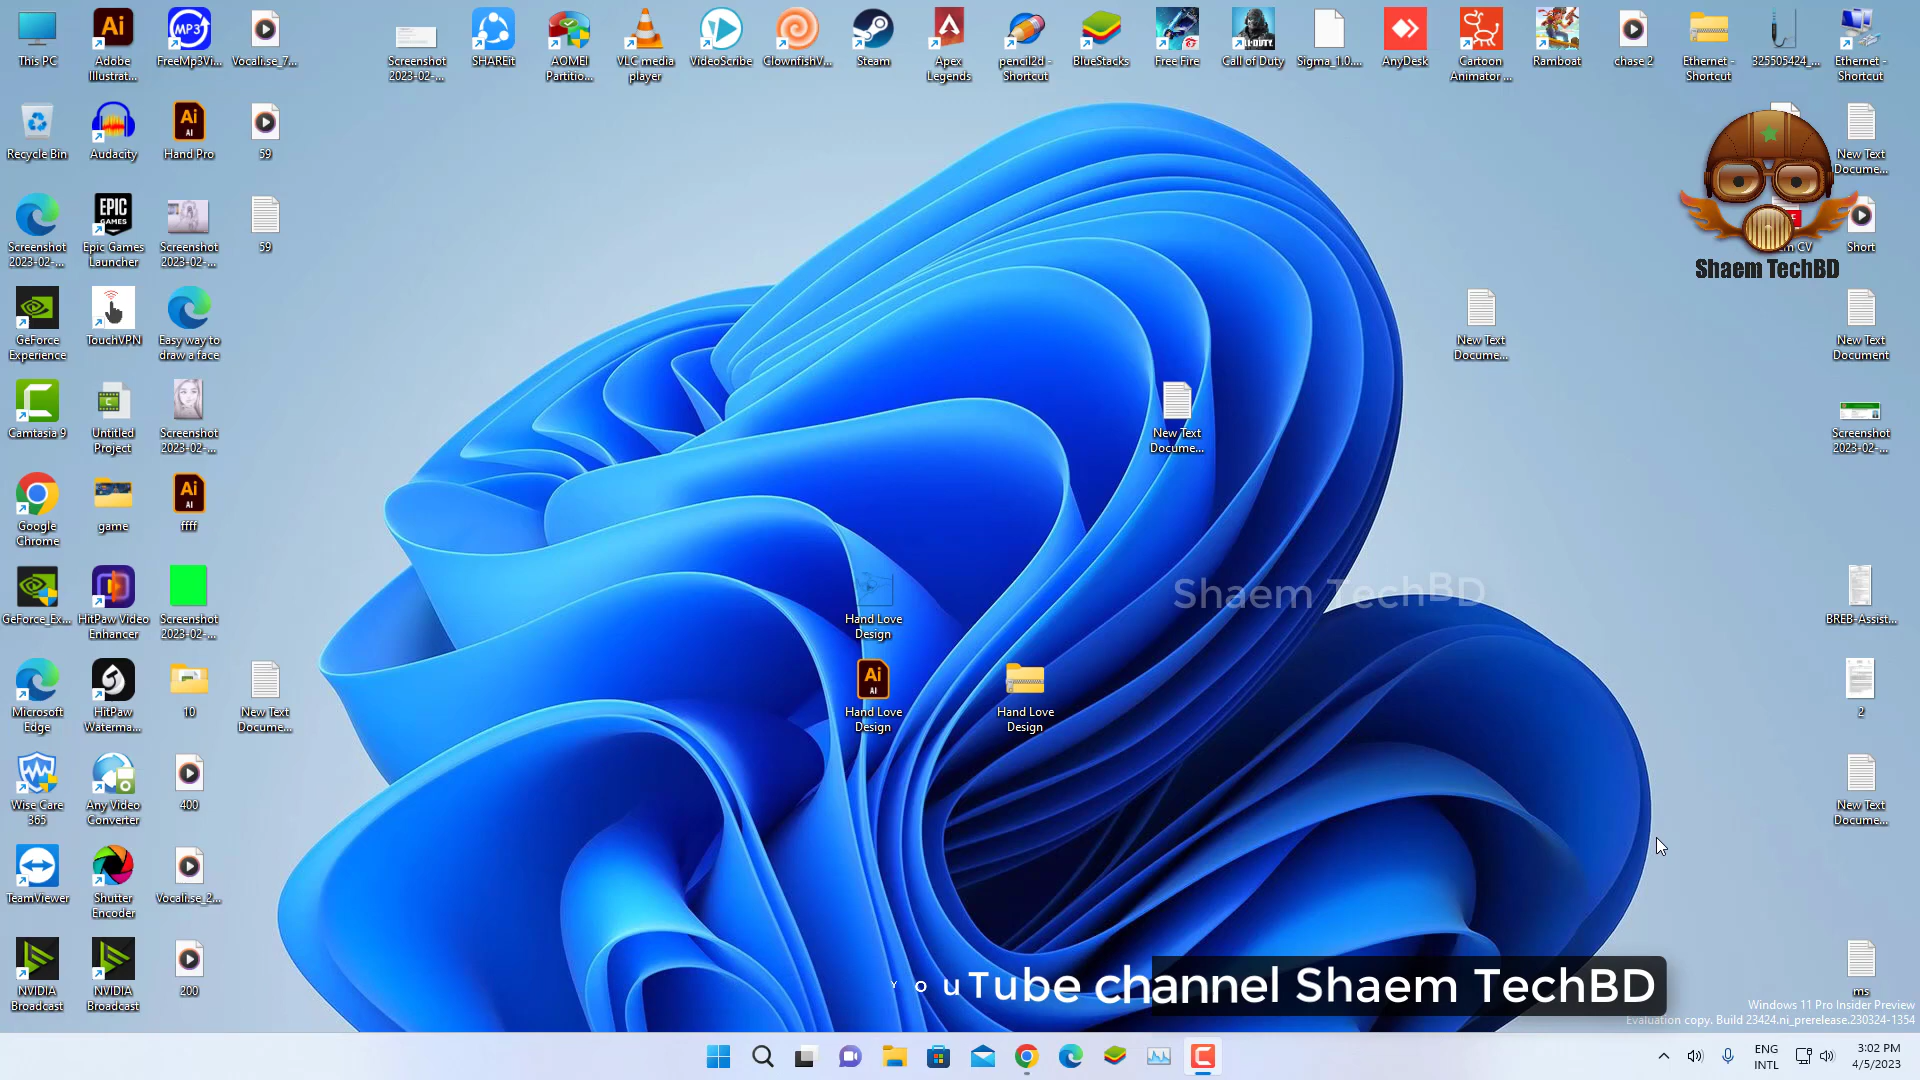 This PC
Adobe Illustrat...
FreeMp3Vi...
Vocali.se_7...
Screenshot 2023-02-...
SHAREit
AOMEI Partitio...
VLC media player
VideoScribe
ClownfishV...
Steam
Apex Legends
pencil2d - Shortcut
BlueStacks
Free Fire
Call of Duty
Sigma_1.0....
AnyDesk
Cartoon Animator ...
Ramboat
chase 2
Ethernet - Shortcut
325505424_...
Ethernet - Shortcut
Recycle Bin
Audacity
Hand Pro
59
New Text Docume...
Screenshot 2023-02-...
Epic Games Launcher
Screenshot 2023-02-...
59
CV
Short
Shaem TechBD
GeForce Experience
TouchVPN
Easy way to draw a face
New Text Docume...
New Text Document
Camtasia 9
Untitled Project
Screenshot 2023-02-...
New Text Docume...
Screenshot 2023-02-...
Google Chrome
game
ffff
GeForce_Ex...
HitPaw Video Enhancer
Screenshot 2023-02-...
Hand Love Design
Shaem TechBD
BREB-Assist...
Microsoft Edge
HitPaw Waterma...
10
New Text Docume...
Hand Love Design
Hand Love Design
2
Wise Care 365
Any Video Converter
400
New Text Docume...
TeamViewer
Shutter Encoder
Vocali.se_2...
NVIDIA Broadcast
NVIDIA Broadcast
200
ms
YouTube channel Shaem TechBD
Windows 11 Pro Insider Preview
Evaluation copy. Build 23424.ni_prerelease.230324-1354
ENG INTL
3:02 PM
4/5/2023